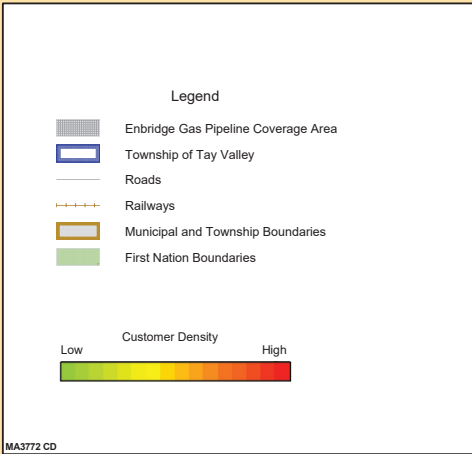 Legend
Enbridge Gas Pipeline Coverage Area
Township of Tay Valley
Roads
Railways
Municipal and Township Boundaries
First Nation Boundaries
Customer Density
Low High
MA3772 CD